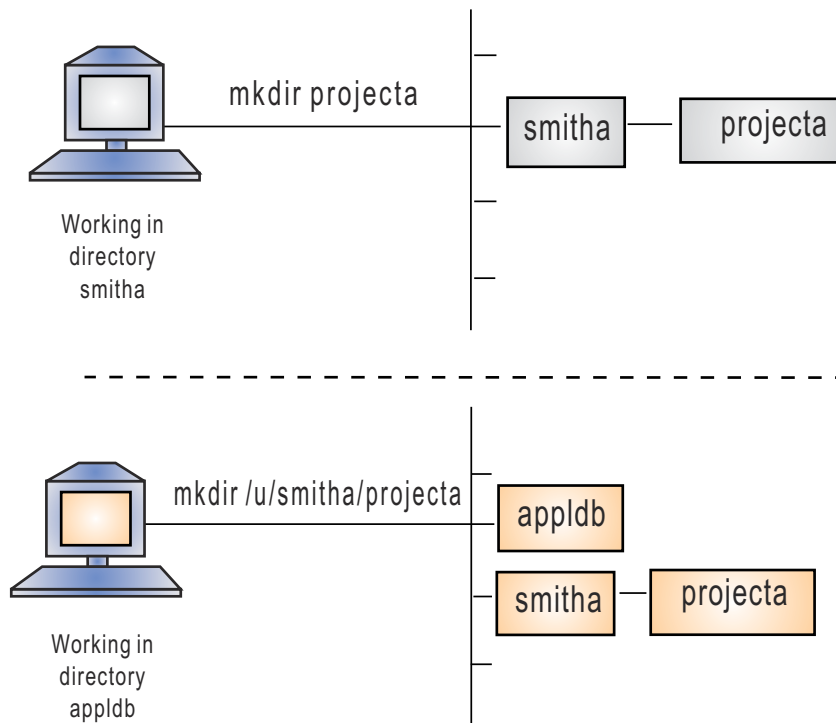 mkdir projecta
smitha
projecta
Working in
directory
smitha
mkdir /u/smitha/projecta
appldb
smitha
projecta
Working in
directory
appldb